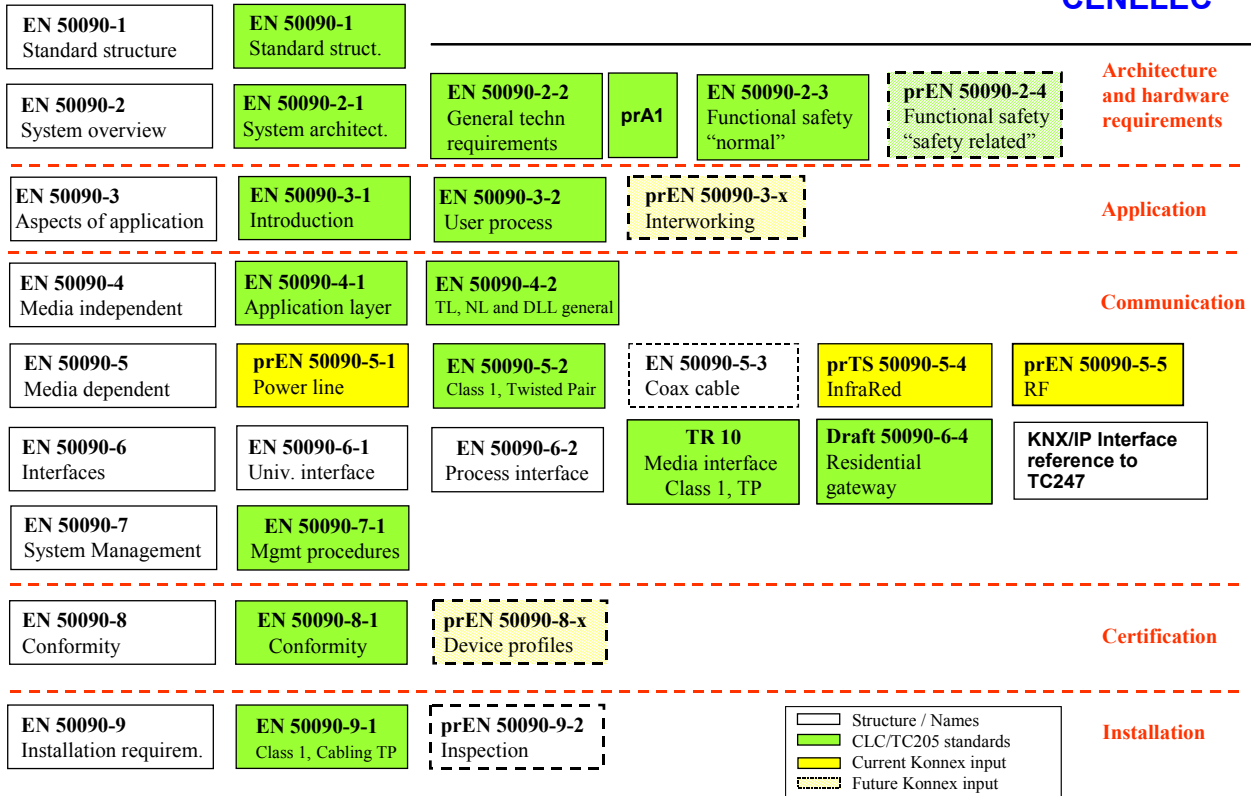 CENELEC
EN 50090-1
Standard structure
EN 50090-1
Standard struct.
EN 50090-2
System overview
EN 50090-2-1
System architect.
EN 50090-2-2
General techn
requirements
prA1
EN 50090-2-3
Functional safety
“normal”
prEN 50090-2-4
Functional safety
“safety related”
Architecture
and hardware
requirements
EN 50090-3
Aspects of application
EN 50090-3-1
Introduction
EN 50090-3-2
User process
prEN 50090-3-x
Interworking
Application
EN 50090-4
Media independent
EN 50090-4-1
Application layer
EN 50090-4-2
TL, NL and DLL general
Communication
EN 50090-5
Media dependent
prEN 50090-5-1
Power line
EN 50090-5-2
Class 1, Twisted Pair
EN 50090-5-3
Coax cable
prTS 50090-5-4
InfraRed
prEN 50090-5-5
RF
EN 50090-6
Interfaces
EN 50090-6-1
Univ. interface
EN 50090-6-2
Process interface
TR 10
Media interface
Class 1, TP
Draft 50090-6-4
Residential
gateway
KNX/IP Interface
reference to
TC247
EN 50090-7
System Management
EN 50090-7-1
Mgmt procedures
EN 50090-8
Conformity
EN 50090-8-1
Conformity
prEN 50090-8-x
Device profiles
Certification
EN 50090-9
Installation requirem.
EN 50090-9-1
Class 1, Cabling TP
prEN 50090-9-2
Inspection
Installation
Structure / Names
CLC/TC205 standards
Current Konnex input
Future Konnex input